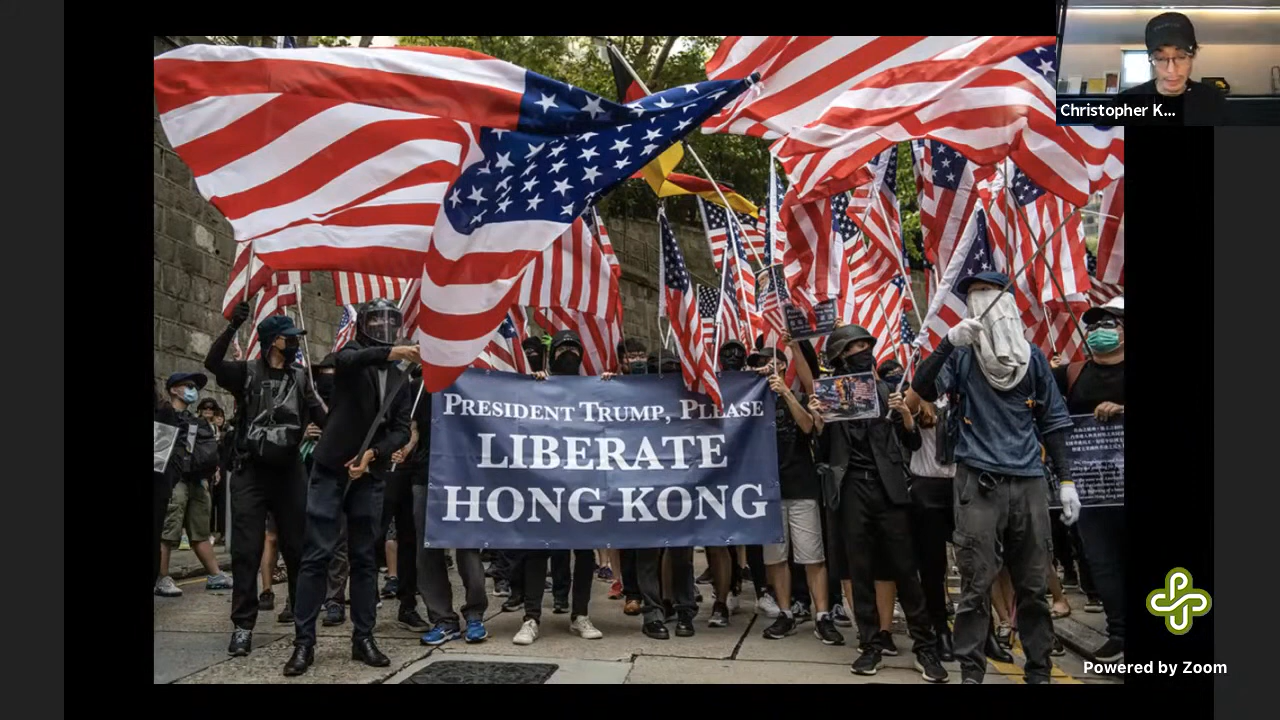 Christopher K...
PRESIDENT TRUMP, PLEASE
LIBERATE
HONG KONG
Powered by Zoom